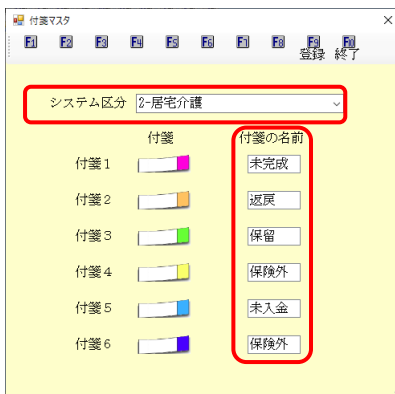 付箋マスタ
F1 F2 F3 F4 F5 F6 F7 F8 F9 F10
登録 終了
システム区分 2-居宅介護
付箋 付箋の名前
付箋1 未完成
付箋2 返戻
付箋3 保留
付箋4 保険外
付箋5 未入金
付箋6 保険外